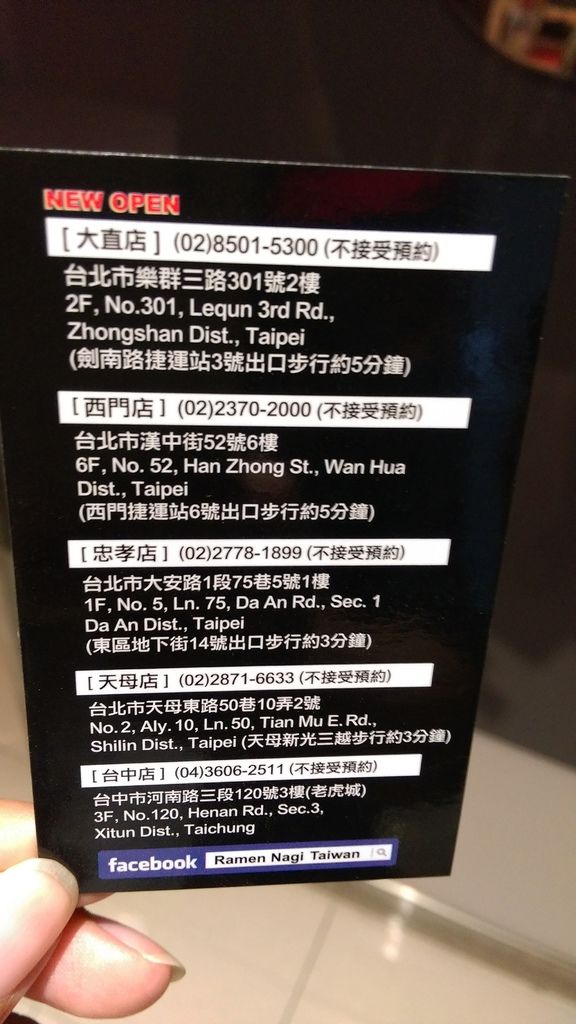 NEW OPEN
[ 大直店 ] (02)8501-5300 (不接受預約)
台北市樂群三路301號2樓
2F, No.301, Lequn 3rd Rd.,
Zhongshan Dist., Taipei
(劍南路捷運站3號出口步行約5分鐘)
[ 西門店 ] (02)2370-2000 (不接受預約)
台北市漢中街52號6樓
6F, No. 52, Han Zhong St., Wan Hua
Dist., Taipei
(西門捷運站6號出口步行約5分鐘)
[ 忠孝店 ] (02)2778-1899 (不接受預約)
台北市大安路1段75巷5號1樓
1F, No. 5, Ln. 75, Da An Rd., Sec. 1
Da An Dist., Taipei
(東區地下街14號出口步行約3分鐘)
[ 天母店 ] (02)2871-6633 (不接受預約)
台北市天母東路50巷10弄2號
No. 2, Aly. 10, Ln. 50, Tian Mu E. Rd.,
Shilin Dist., Taipei (天母新光三越步行約3分鐘)
[ 台中店 ] (04)3606-2511 (不接受預約)
台中市河南路三段120號3樓(老虎城)
3F, No.120, Henan Rd., Sec.3,
Xitun Dist., Taichung
facebook Ramen Nagi Taiwan